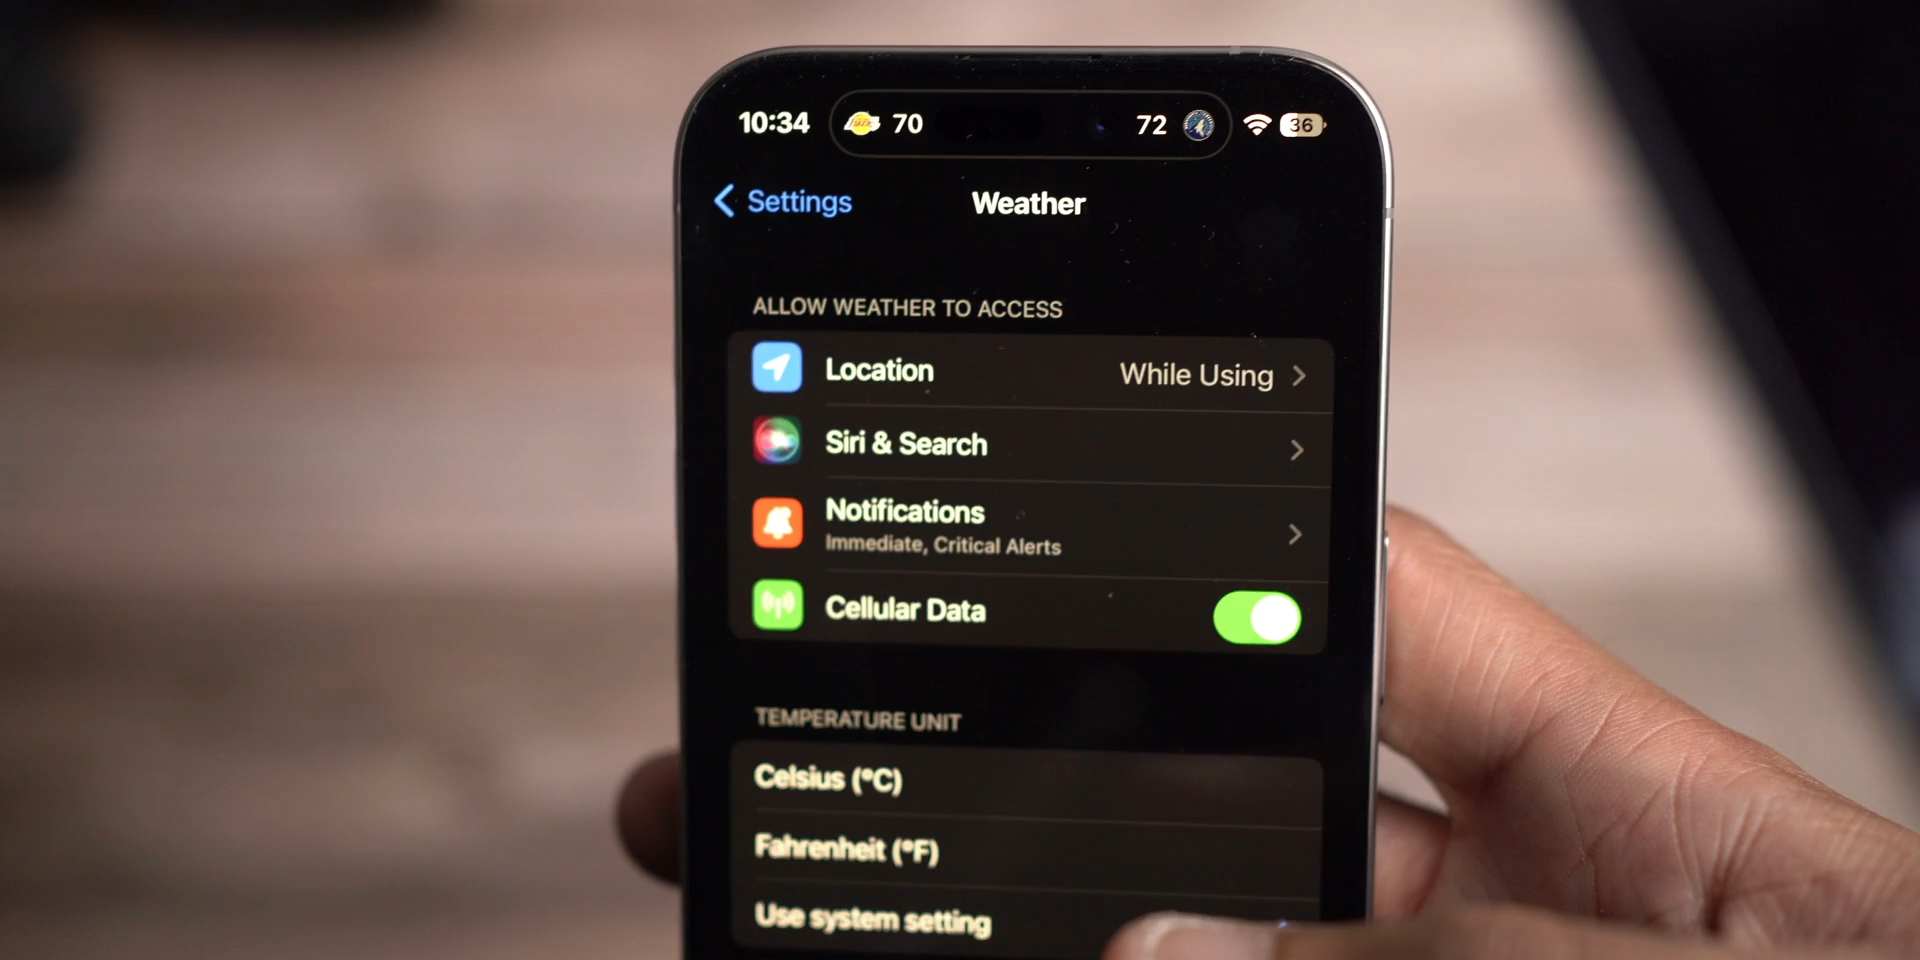 10:34 70 72 36
Settings Weather
ALLOW WEATHER TO ACCESS
Location While Using
Siri & Search
Notifications
Immediate, Critical Alerts
Cellular Data
TEMPERATURE UNIT
Celsius (°C)
Fahrenheit (°F)
Use system setting